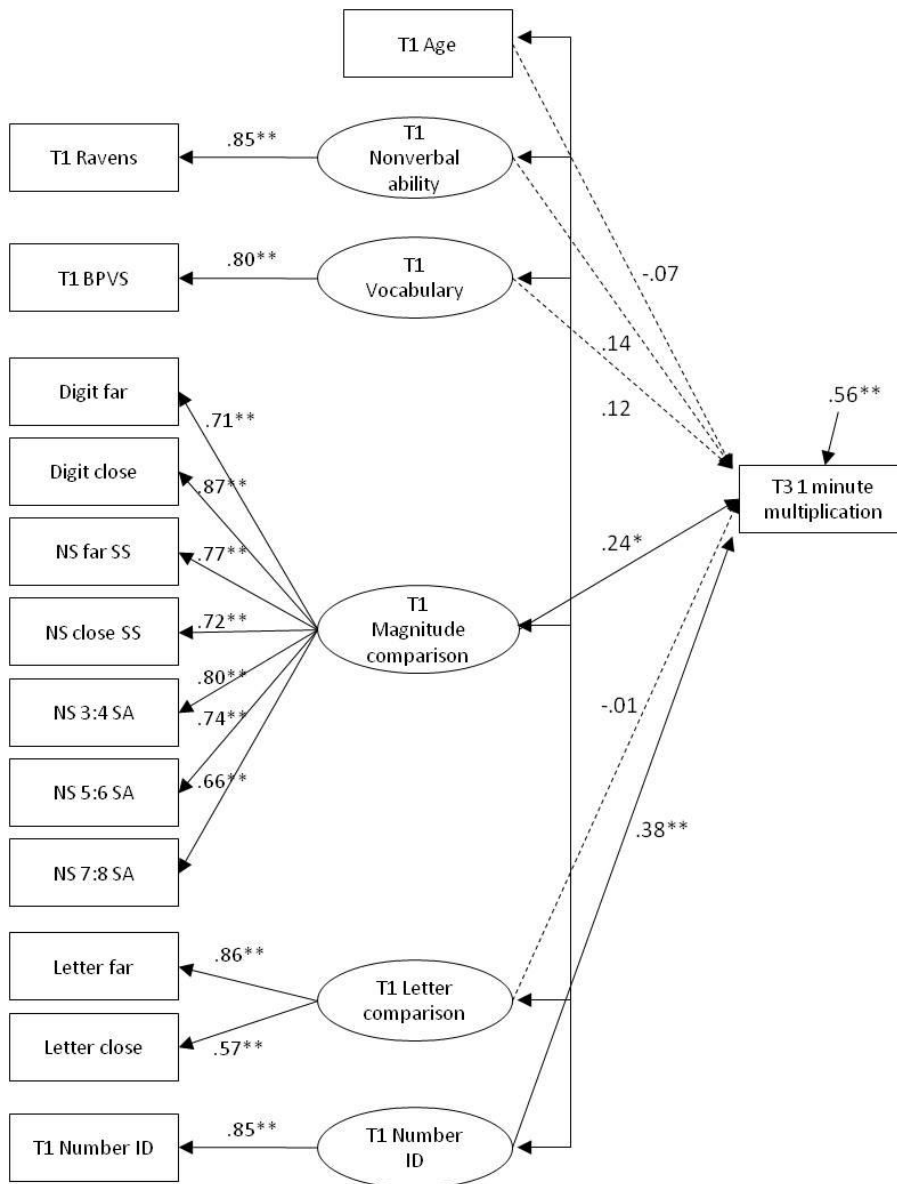 T1 Age
T1
Nonverbal
ability
.85**
T1 Ravens
T1
Vocabulary
.80**
T1 BPVS
-.07
.14
.12
Digit far
.71**
Digit close
.87**
NS far SS
.77**
NS close SS
.72**
NS 3:4 SA
.80**
NS 5:6 SA
.74**
NS 7:8 SA
.66**
T1
Magnitude
comparison
.24*
.56**
T3 1 minute
multiplication
-.01
.38**
Letter far
.86**
Letter close
.57**
T1 Letter
comparison
T1 Number ID
.85**
T1 Number
ID